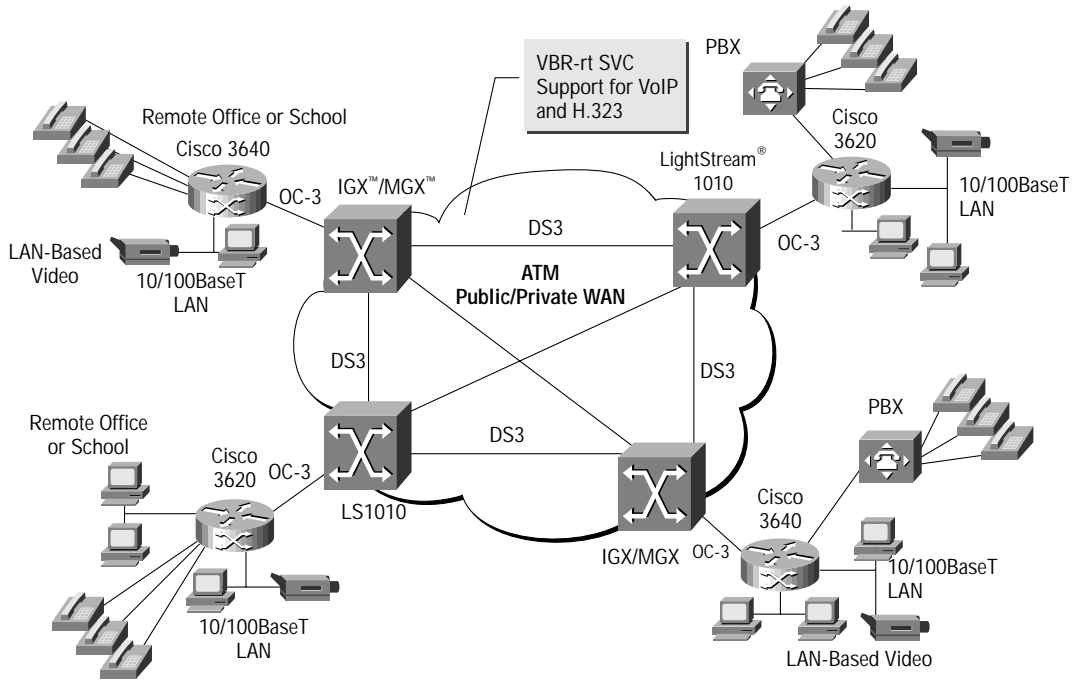 VBR-rt SVC
Support for VoIP
and H.323
PBX
Remote Office or School
Cisco 3640
OC-3
IGX™/MGX™
LightStream®
1010
Cisco
3620
10/100BaseT
LAN
OC-3
LAN-Based
Video
10/100BaseT
LAN
DS3
ATM
Public/Private WAN
DS3
DS3
Remote Office
or School
Cisco
3620
OC-3
LS1010
DS3
PBX
IGX/MGX
OC-3
Cisco
3640
10/100BaseT
LAN
10/100BaseT
LAN
LAN-Based Video